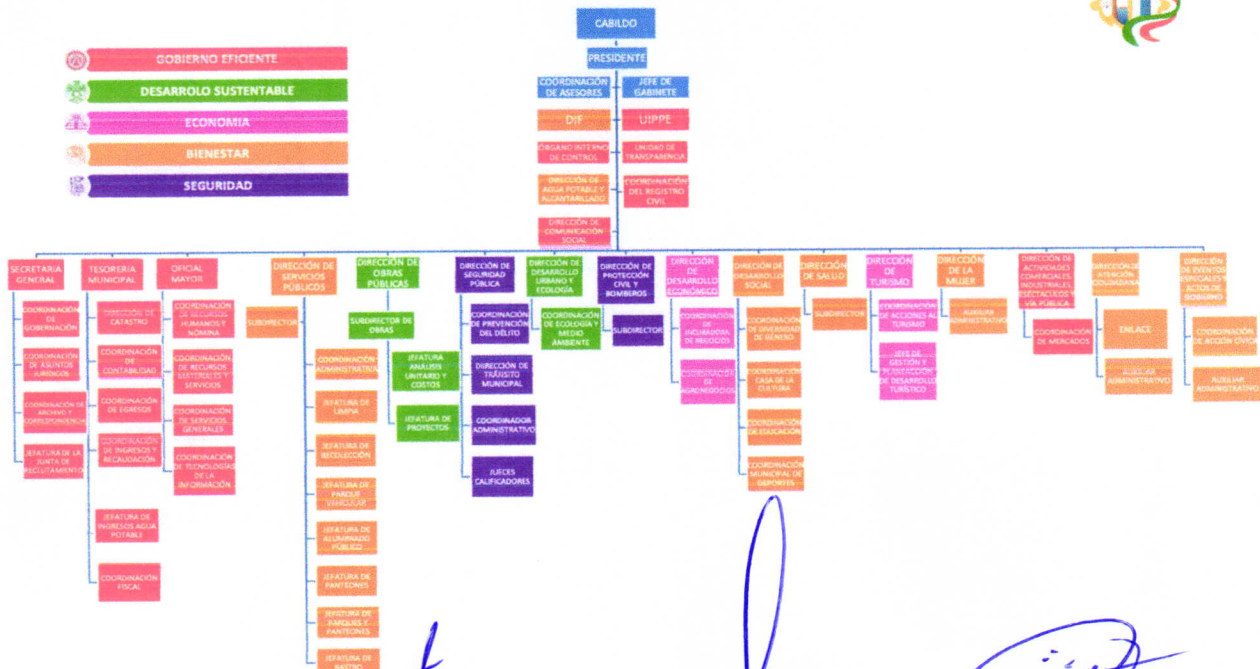 CABILDO
PRESIDENTE
COORDINACIÓN
DE ASESORES
JEFE DE
GABINETE
DIF
UIPPE
ÓRGANO INTERNO
DE CONTROL
UNIDAD DE
TRANSPARENCIA
DIRECCIÓN DE
AGUA POTABLE Y
ALCANTARILLADO
COORDINACIÓN
DEL REGISTRO
CIVIL
DIRECCIÓN DE
COMUNICACIÓN
SOCIAL
GOBIERNO EFICIENTE
DESARROLO SUSTENTABLE
ECONOMIA
BIENESTAR
SEGURIDAD
SECRETARIA
GENERAL
COORDINACIÓN
DE
GOBERNACIÓN
COORDINACIÓN
DE ASUNTOS
JURÍDICOS
COORDINACIÓN DE
ARCHIVO Y
CORRESPONDENCIA
JEFATURA DE LA
JUNTA DE
RECLUTAMIENTO
TESORERIA
MUNICIPAL
DIRECCIÓN DE
CATASTRO
COORDINACIÓN
DE
CONTABILIDAD
COORDINACIÓN
DE EGRESOS
COORDINACIÓN
DE INGRESOS Y
RECAUDACIÓN
JEFATURA DE
INGRESOS AGUA
POTABLE
COORDINACIÓN
FISCAL
OFICIAL
MAYOR
COORDINACIÓN
DE RECURSOS
HUMANOS Y
NÓMINA
COORDINACIÓN
DE RECURSOS
MATERIALES Y
SERVICIOS
COORDINACIÓN
DE SERVICIOS
GENERALES
COORDINACIÓN
DE TECNOLOGÍAS
DE LA
INFORMACIÓN
DIRECCIÓN DE
SERVICIOS
PÚBLICOS
SUBDIRECTOR
COORDINACIÓN
ADMINISTRATIVA
JEFATURA DE
LIMPIA
JEFATURA DE
RECOLECCIÓN
JEFATURA DE
PARQUE
VEHICULAR
JEFATURA DE
ALUMBRADO
PÚBLICO
JEFATURA DE
PANTEONES
JEFATURA DE
PARQUES Y
PANTEONES
JEFATURA DE
RASTRO
DIRECCIÓN DE
OBRAS
PÚBLICAS
SUBDIRECTOR DE
OBRAS
JEFATURA
ANÁLISIS
UNITARIO Y
COSTOS
JEFATURA DE
PROYECTOS
DIRECCIÓN DE
SEGURIDAD
PÚBLICA
COORDINACIÓN
DE PREVENCIÓN
DEL DELITO
DIRECCIÓN DE
TRÁNSITO
MUNICIPAL
COORDINADOR
ADMINISTRATIVO
JUECES
CALIFICADORES
DIRECCIÓN DE
DESARROLLO
URBANO Y
ECOLOGÍA
COORDINACIÓN
DE ECOLOGÍA Y
MEDIO
AMBIENTE
DIRECCIÓN DE
PROTECCIÓN
CIVIL Y
BOMBEROS
SUBDIRECTOR
DIRECCIÓN
DE
DESARROLLO
ECONÓMICO
COORDINACIÓN
DE
INCUBADORA
DE NEGOCIOS
COORDINACIÓN
DE
AGRONEGOCIOS
DIRECCIÓN DE
DESARROLLO
SOCIAL
COORDINACIÓN
DE DIVERSIDAD
DE GÉNERO
COORDINACIÓN
CASA DE LA
CULTURA
COORDINACIÓN
DE EDUCACIÓN
COORDINACIÓN
MUNICIPAL DE
DEPORTES
DIRECCIÓN
DE SALUD
SUBDIRECTOR
DIRECCIÓN
DE
TURISMO
COORDINACIÓN
DE ACCIONES AL
TURISMO
JEFE DE
GESTIÓN Y
PLANEACIÓN
DE DESARROLLO
TURÍSTICO
DIRECCIÓN
DE LA
MUJER
AUXILIAR
ADMINISTRATIVO
DIRECCIÓN DE
ACTIVIDADES
COMERCIALES,
INDUSTRIALES,
ESÉCTACULOS Y
VÍA PÚBLICA
COORDINACIÓN
DE MERCADOS
DIRECCIÓN DE
ATENCIÓN
CIUDADANA
ENLACE
AUXILIAR
ADMINISTRATIVO
DIRECCIÓN
DE EVENTOS
ESPECIALES Y
ACTOS DE
GOBIERNO
COORDINACIÓN
DE ACCIÓN CÍVICA
AUXILIAR
ADMINISTRATIVO